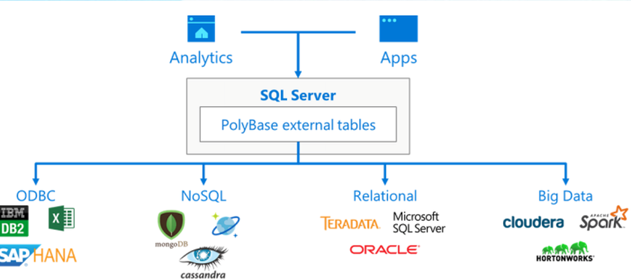 Analytics
Apps
SQL Server
PolyBase external tables
ODBC
NoSQL
Relational
Big Data
IBM
DB2
SAP HANA
mongoDB
cassandra
TERADATA
Microsoft
SQL Server
ORACLE
cloudera
APACHE
Spark
HORTONWORKS